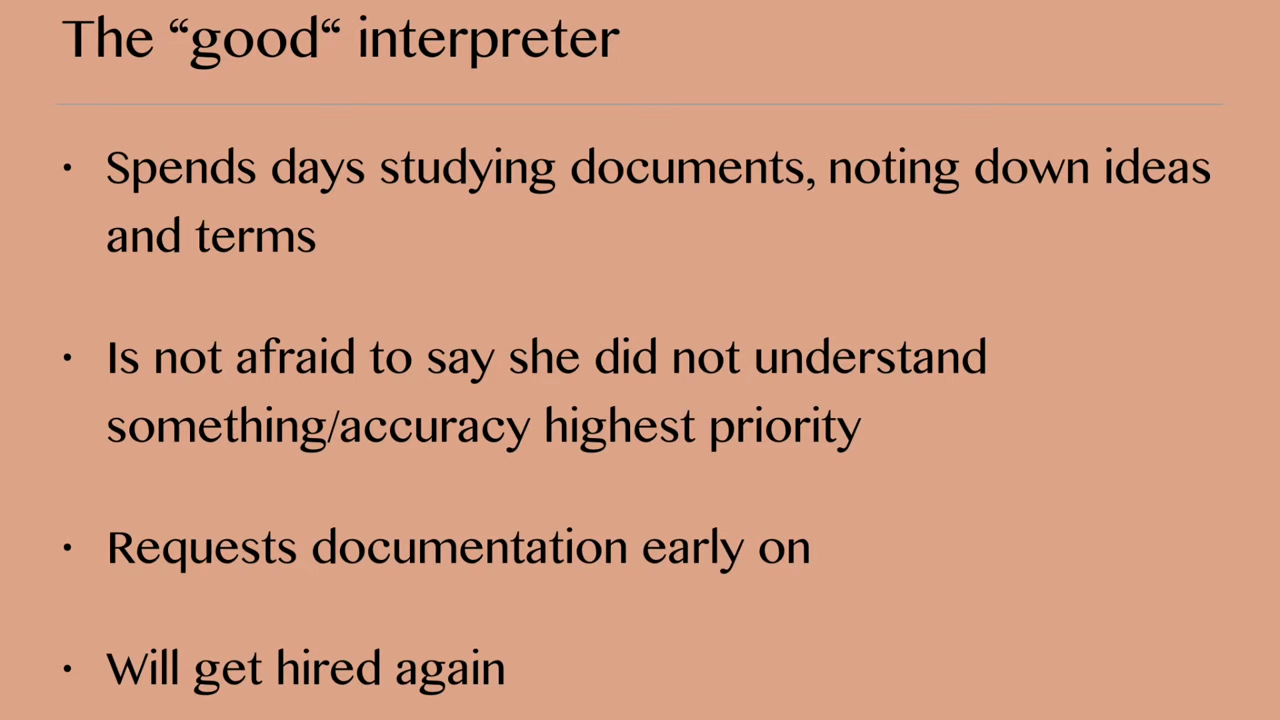 The “good“ interpreter
• Spends days studying documents, noting down ideas
and terms
• Is not afraid to say she did not understand
something/accuracy highest priority
• Requests documentation early on
• Will get hired again